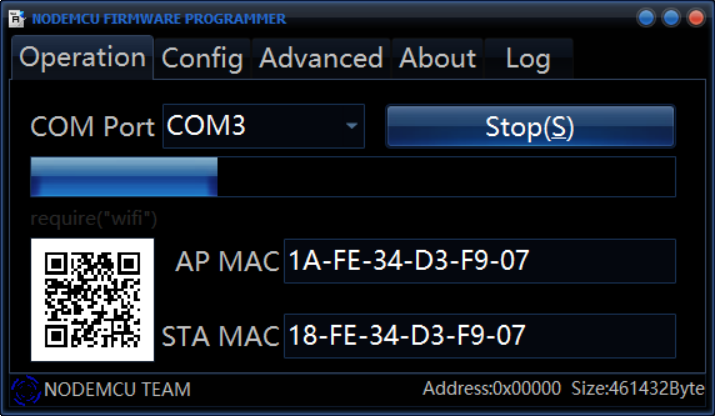 NODEMCU FIRMWARE PROGRAMMER
Operation Config Advanced About Log
COM Port COM3 Stop(S)
require("wifi")
AP MAC 1A-FE-34-D3-F9-07
STA MAC 18-FE-34-D3-F9-07
NODEMCU TEAM Address:0x00000 Size:461432Byte